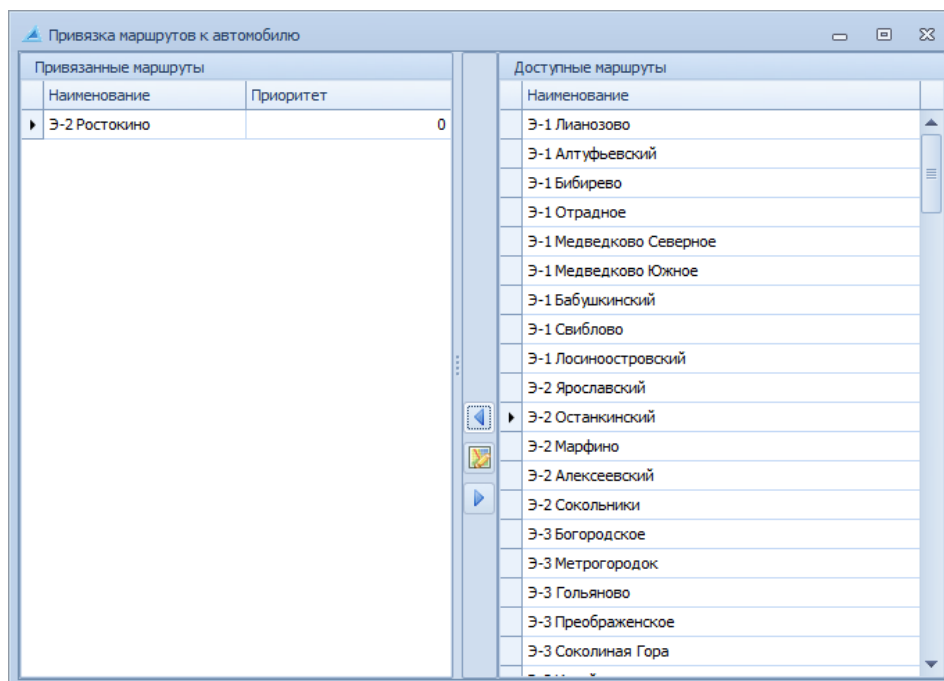 Привязка маршрутов к автомобилю
Привязанные маршруты
Наименование Приоритет
Э-2 Ростокино 0
Доступные маршруты
Наименование
Э-1 Лианозово
Э-1 Алтуфьевский
Э-1 Бибирево
Э-1 Отрадное
Э-1 Медведково Северное
Э-1 Медведково Южное
Э-1 Бабушкинский
Э-1 Свиблово
Э-1 Лосиноостровский
Э-2 Ярославский
Э-2 Останкинский
Э-2 Марфино
Э-2 Алексеевский
Э-2 Сокольники
Э-3 Богородское
Э-3 Метрогородок
Э-3 Гольяново
Э-3 Преображенское
Э-3 Соколиная Гора